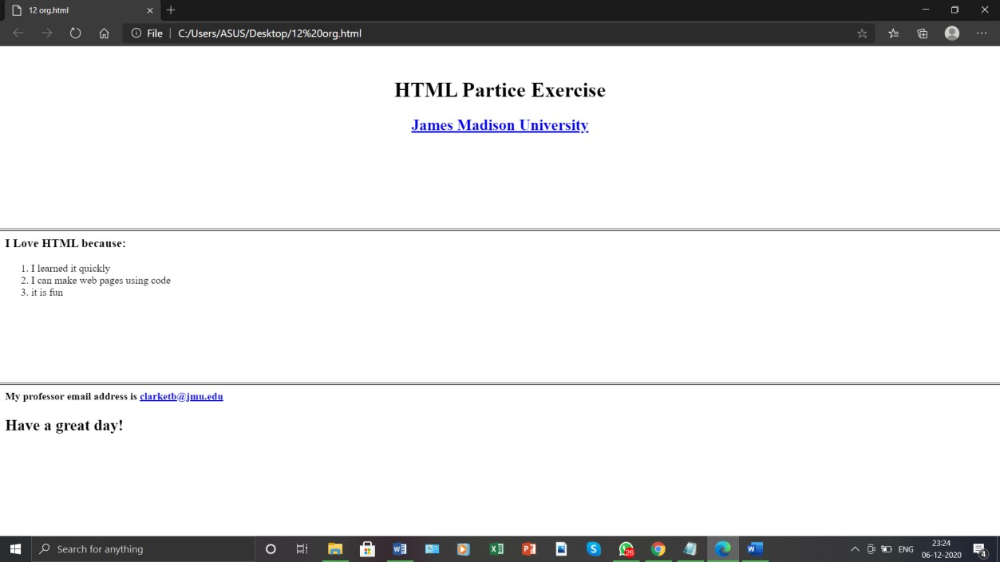 12 org.html
File | C:/Users/ASUS/Desktop/12%20org.html
HTML Partice Exercise
James Madison University
I Love HTML because:
1. I learned it quickly
2. I can make web pages using code
3. it is fun
My professor email address is clarketb@jmu.edu
Have a great day!
Search for anything
26
ENG
23:24
06-12-2020
4